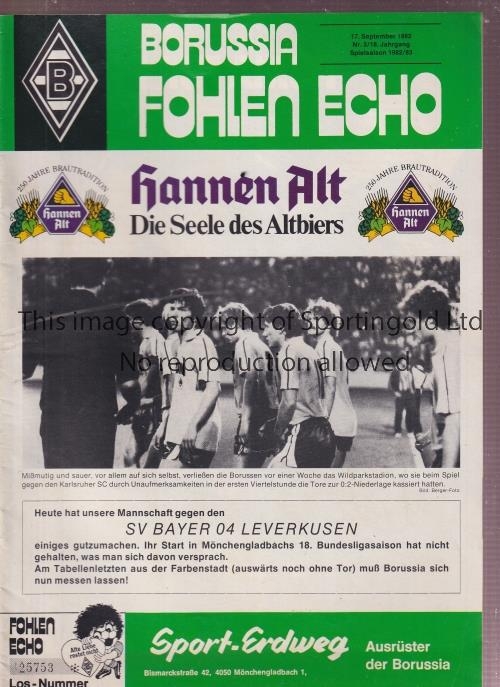 BORUSSIA
FOHLEN ECHO
17. September 1982
Nr. 3/18. Jahrgang
Spielsaison 1982/83
B
250 JAHRE BRAUTRADITION
Hannen
Alt
Hannen Alt
Die Seele des Altbiers
250 JAHRE BRAUTRADITION
Hannen
Alt
This image copyright of Sportingold Ltd
No reproduction allowed
Mißmutig und sauer, vor allem auf sich selbst, verließen die Borussen vor einer Woche das Wildparkstadion, wo sie beim Spiel
gegen den Karlsruher SC durch Unaufmerksamkeiten in der ersten Viertelstunde die Tore zur 0:2-Niederlage kassiert hatten.
Bild: Berger-Foto
Heute hat unsere Mannschaft gegen den
SV BAYER 04 LEVERKUSEN
einiges gutzumachen. Ihr Start in Mönchengladbachs 18. Bundesligasaison hat nicht
gehalten, was man sich davon versprach.
Am Tabellenletzten aus der Farbenstadt (auswärts noch ohne Tor) muß Borussia sich
nun messen lassen!
FOHLEN
ECHO
Alte Liebe
rostet nicht
25753
Los-Nummer
Sport-Erdweg
Bismarckstraße 42, 4050 Mönchengladbach 1,
Ausrüster
der Borussia